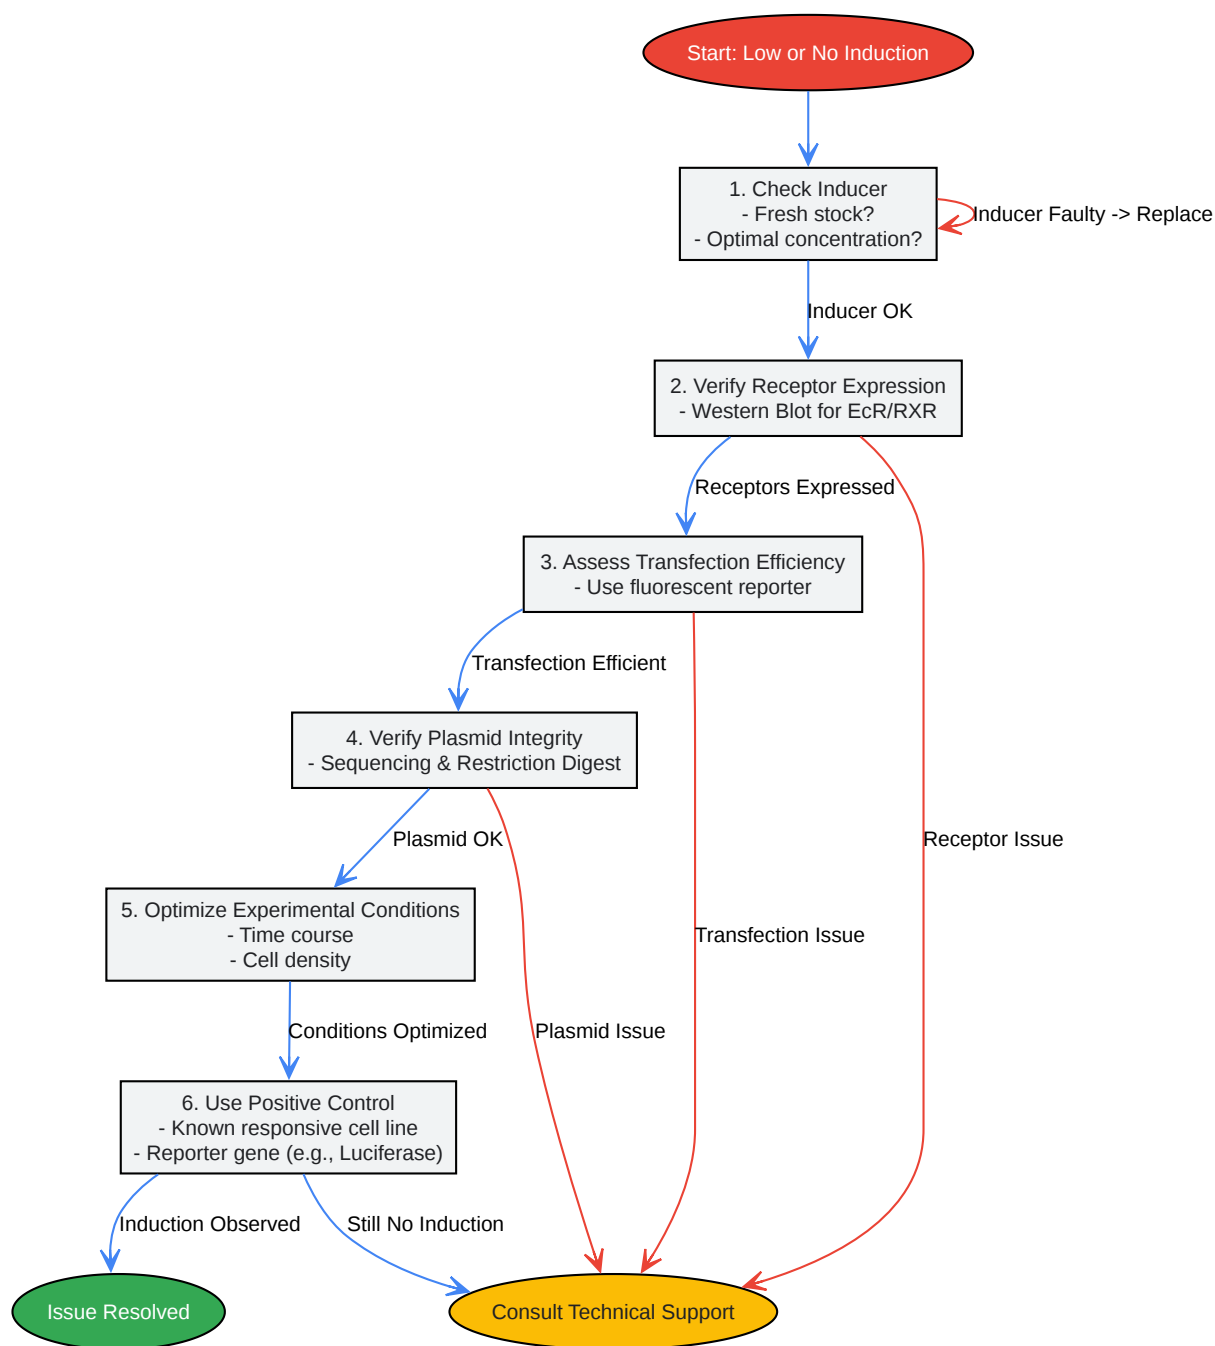 Start: Low or No Induction
1. Check Inducer
- Fresh stock?
- Optimal concentration?
Inducer Faulty -> Replace
Inducer OK
2. Verify Receptor Expression
- Western Blot for EcR/RXR
Receptors Expressed
3. Assess Transfection Efficiency
- Use fluorescent reporter
Transfection Efficient
4. Verify Plasmid Integrity
- Sequencing & Restriction Digest
Plasmid OK
Receptor Issue
5. Optimize Experimental Conditions
- Time course
- Cell density
Transfection Issue
Conditions Optimized
Plasmid Issue
6. Use Positive Control
- Known responsive cell line
- Reporter gene (e.g., Luciferase)
Induction Observed
Still No Induction
Issue Resolved
Consult Technical Support